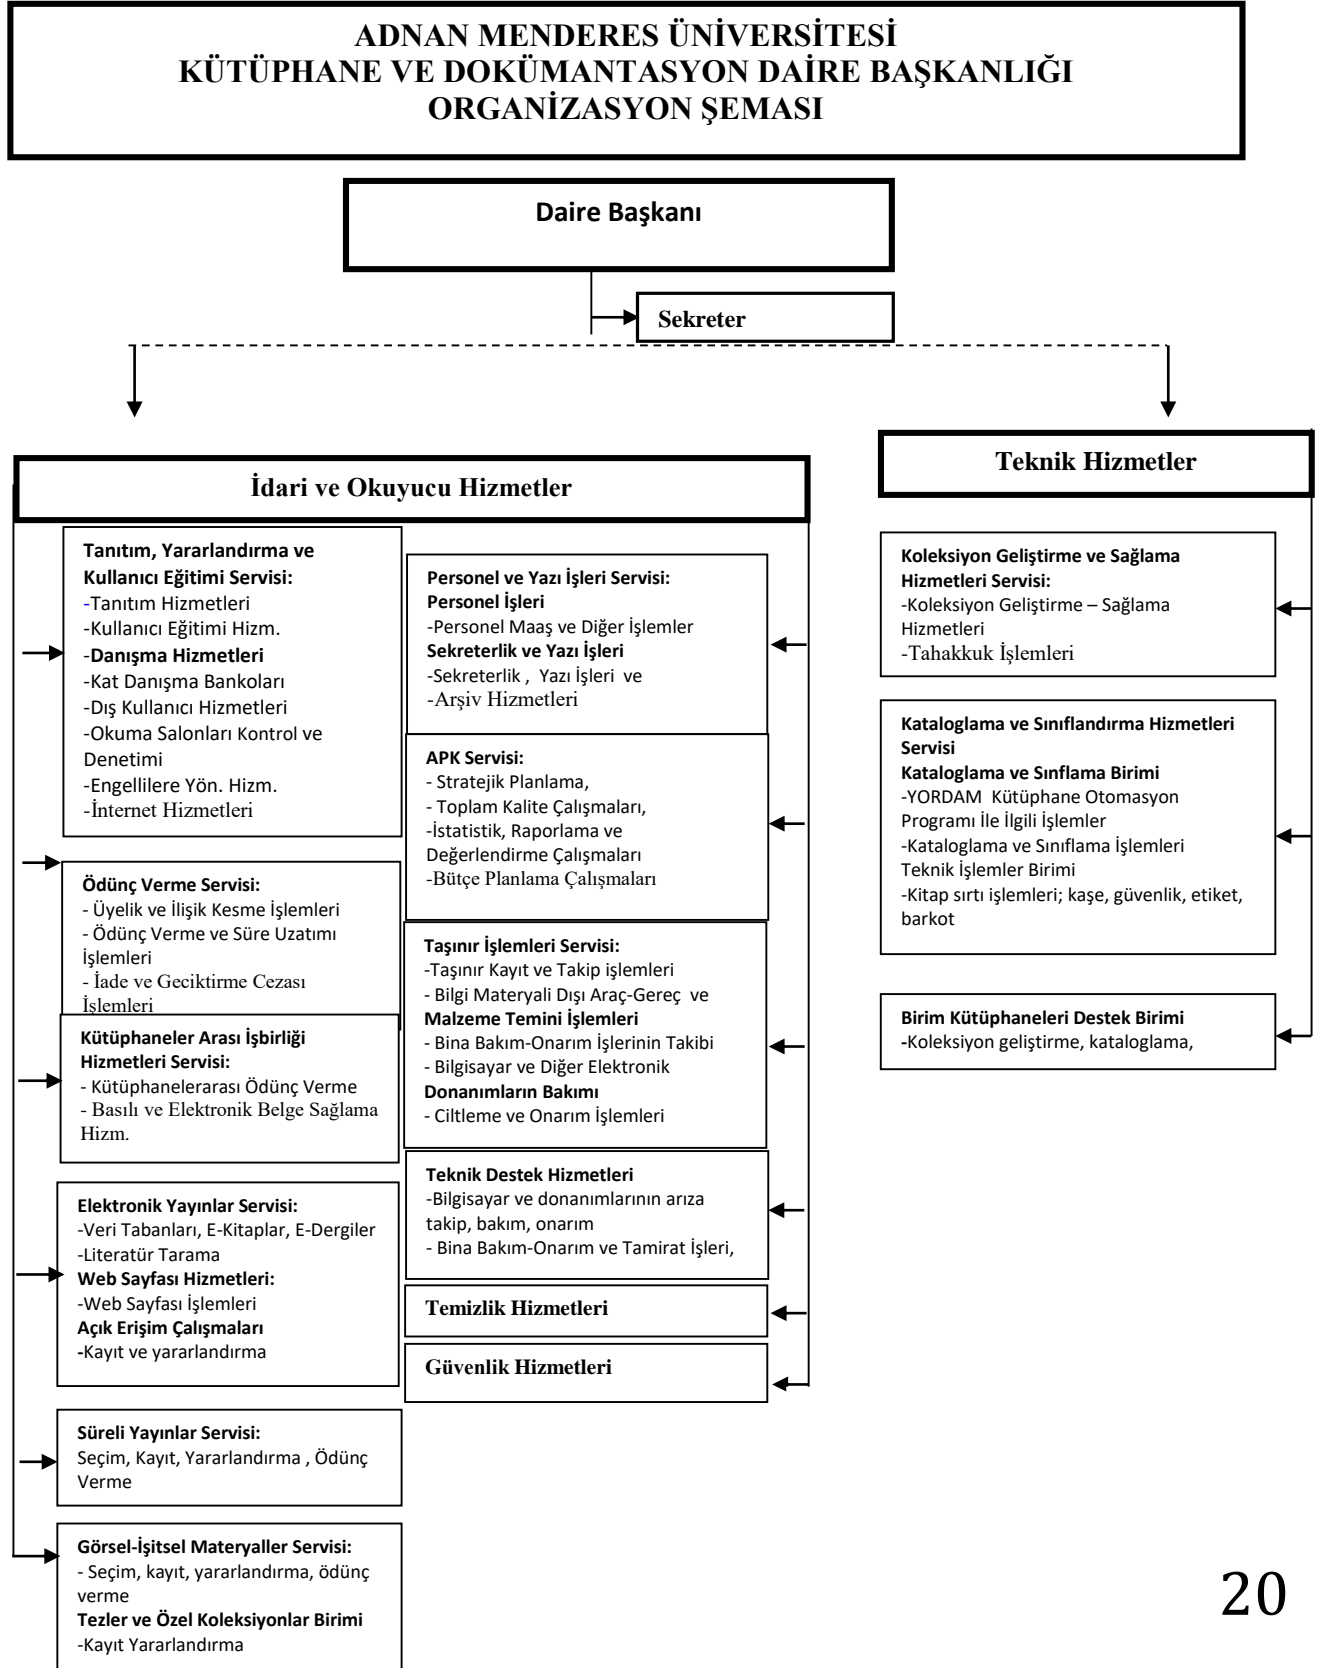 ADNAN MENDERES ÜNİVERSİTESİ
KÜTÜPHANE VE DOKÜMANTASYON DAİRE BAŞKANLIĞI
ORGANİZASYON ŞEMASI
Daire Başkanı
Sekreter
İdari ve Okuyucu Hizmetler
Tanıtım, Yararlandırma ve
Kullanıcı Eğitimi Servisi:
-Tanıtım Hizmetleri
-Kullanıcı Eğitimi Hizm.
-Danışma Hizmetleri
-Kat Danışma Bankoları
-Dış Kullanıcı Hizmetleri
-Okuma Salonları Kontrol ve
Denetimi
-Engellilere Yön. Hizm.
-İnternet Hizmetleri
Ödünç Verme Servisi:
- Üyelik ve İlişik Kesme İşlemleri
- Ödünç Verme ve Süre Uzatımı
İşlemleri
- İade ve Geciktirme Cezası
İşlemleri
Kütüphaneler Arası İşbirliği
Hizmetleri Servisi:
- Kütüphanelerarası Ödünç Verme
- Basılı ve Elektronik Belge Sağlama
Hizm.
Elektronik Yayınlar Servisi:
-Veri Tabanları, E-Kitaplar, E-Dergiler
-Literatür Tarama
Web Sayfası Hizmetleri:
-Web Sayfası İşlemleri
Açık Erişim Çalışmaları
-Kayıt ve yararlandırma
Süreli Yayınlar Servisi:
Seçim, Kayıt, Yararlandırma , Ödünç
Verme
Görsel-İşitsel Materyaller Servisi:
- Seçim, kayıt, yararlandırma, ödünç
verme
Tezler ve Özel Koleksiyonlar Birimi
-Kayıt Yararlandırma
Personel ve Yazı İşleri Servisi:
Personel İşleri
-Personel Maaş ve Diğer İşlemler
Sekreterlik ve Yazı İşleri
-Sekreterlik , Yazı İşleri ve
-Arşiv Hizmetleri
APK Servisi:
- Stratejik Planlama,
- Toplam Kalite Çalışmaları,
-İstatistik, Raporlama ve
Değerlendirme Çalışmaları
-Bütçe Planlama Çalışmaları
Taşınır İşlemleri Servisi:
-Taşınır Kayıt ve Takip işlemleri
- Bilgi Materyali Dışı Araç-Gereç ve
Malzeme Temini İşlemleri
- Bina Bakım-Onarım İşlerinin Takibi
- Bilgisayar ve Diğer Elektronik
Donanımların Bakımı
- Ciltleme ve Onarım İşlemleri
Teknik Destek Hizmetleri
-Bilgisayar ve donanımlarının arıza
takip, bakım, onarım
- Bina Bakım-Onarım ve Tamirat İşleri,
Temizlik Hizmetleri
Güvenlik Hizmetleri
Teknik Hizmetler
Koleksiyon Geliştirme ve Sağlama
Hizmetleri Servisi:
-Koleksiyon Geliştirme – Sağlama
Hizmetleri
-Tahakkuk İşlemleri
Kataloglama ve Sınıflandırma Hizmetleri
Servisi
Kataloglama ve Sınflama Birimi
-YORDAM Kütüphane Otomasyon
Programı İle İlgili İşlemler
-Kataloglama ve Sınıflama İşlemleri
Teknik İşlemler Birimi
-Kitap sırtı işlemleri; kaşe, güvenlik, etiket,
barkot
Birim Kütüphaneleri Destek Birimi
-Koleksiyon geliştirme, kataloglama,
20